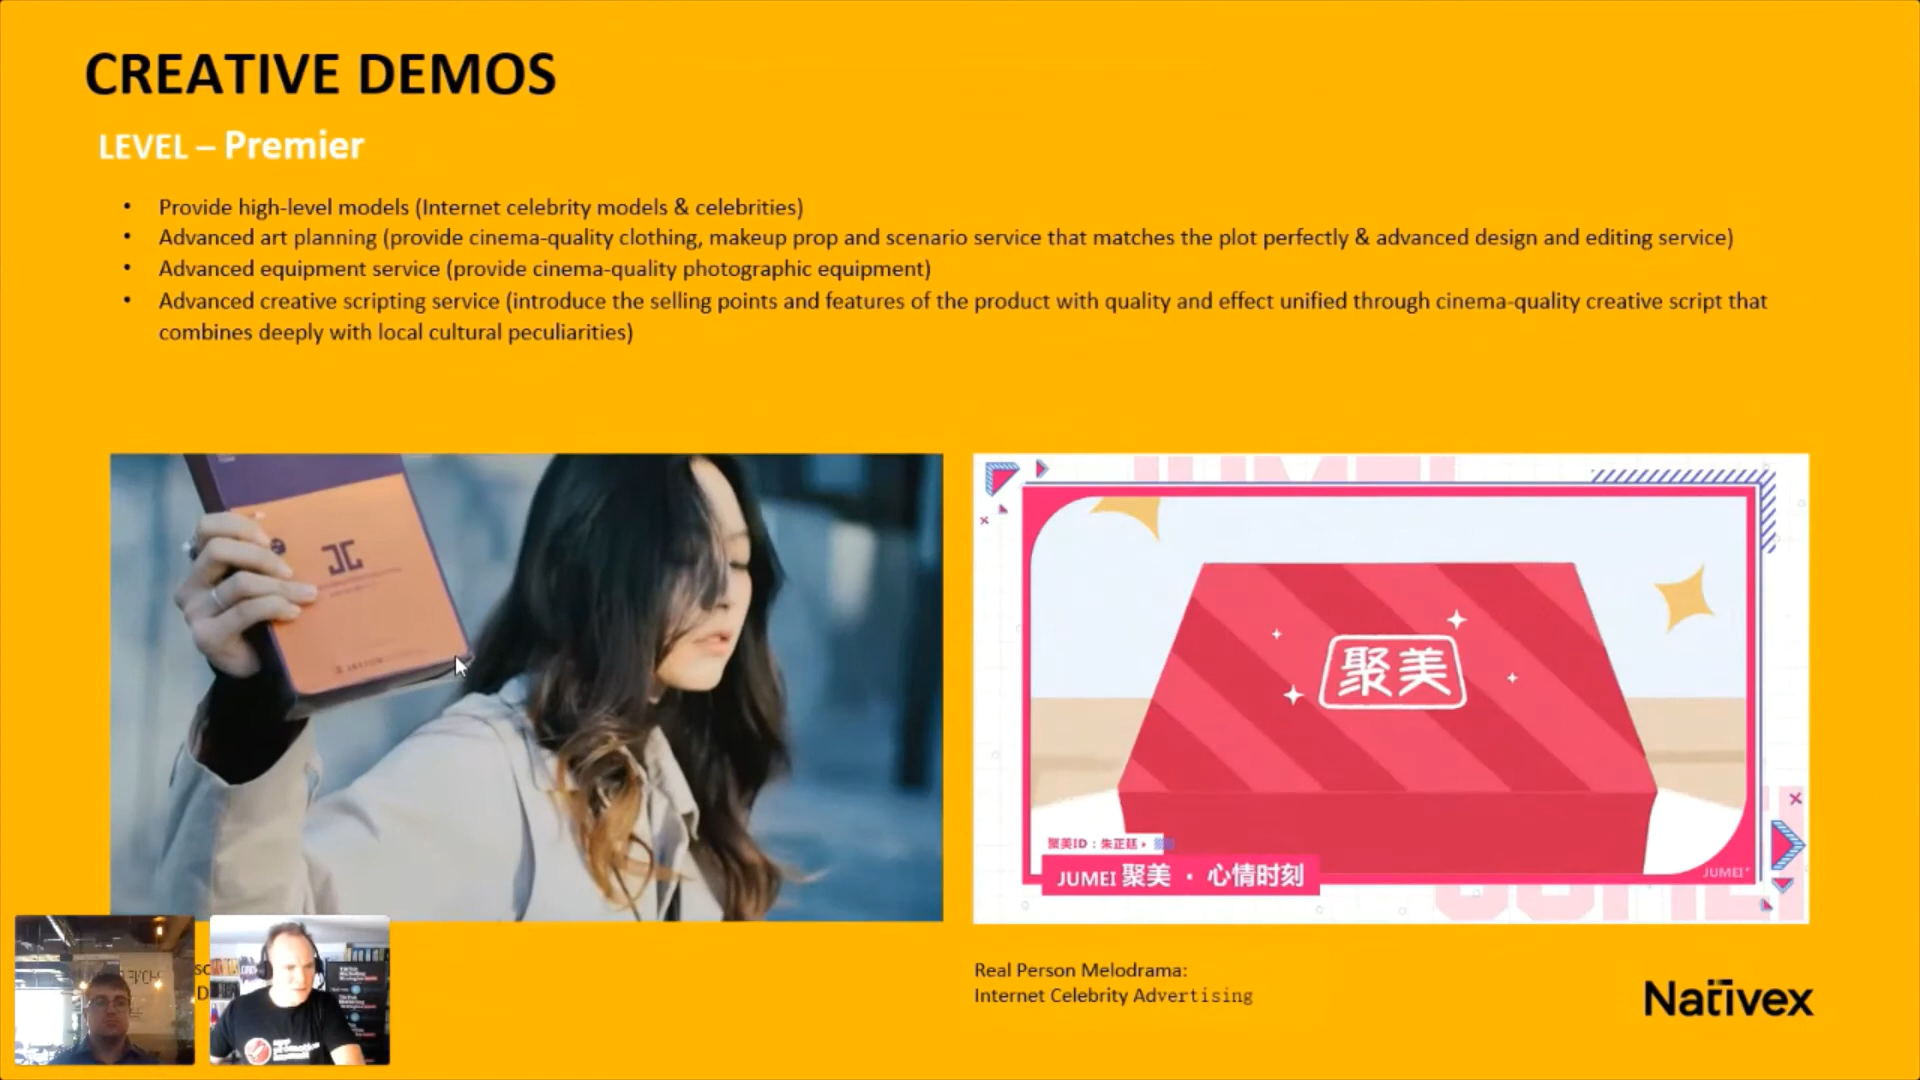 CREATIVE DEMOS
LEVEL – Premier
• Provide high-level models (Internet celebrity models & celebrities)
• Advanced art planning (provide cinema-quality clothing, makeup prop and scenario service that matches the plot perfectly & advanced design and editing service)
• Advanced equipment service (provide cinema-quality photographic equipment)
• Advanced creative scripting service (introduce the selling points and features of the product with quality and effect unified through cinema-quality creative script that
combines deeply with local cultural peculiarities)
JUMEI
聚美
聚美ID：朱正廷
JUMEI 聚美 · 心情时刻
JUMEI
JUMEI
Real Person Melodrama:
Internet Celebrity Advertising
Nativex